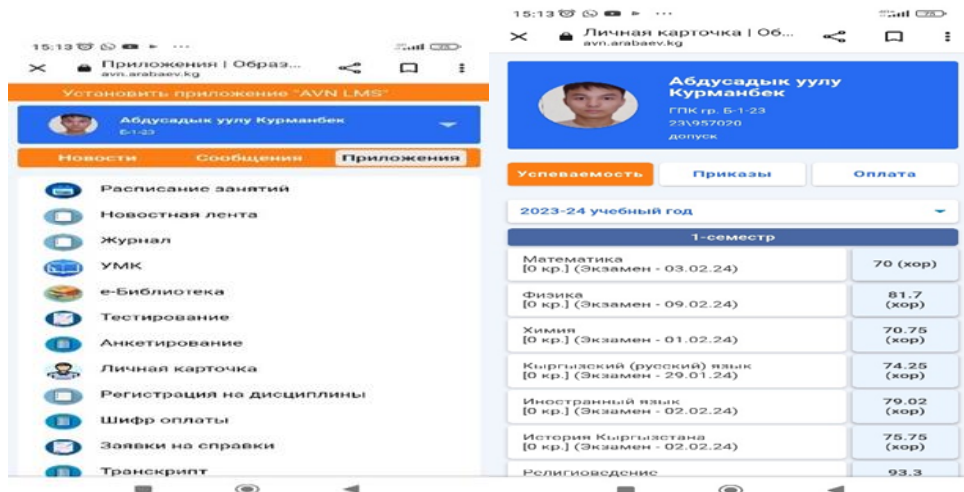 15:13
Приложения | Образ...
avn.arabaev.kg
Установить приложение "AVN LMS"
Абдусадык уулу Курманбек
Б-1-23
Новости Сообщения Приложения
Расписание занятий
Новостная лента
Журнал
УМК
е-Библиотека
Тестирование
Анкетирование
Личная карточка
Регистрация на дисциплины
Шифр оплаты
Заявки на справки
Транскрипт
15:13
Личная карточка | Об...
avn.arabaev.kg
Абдусадык уулу
Курманбек
ГПК гр. Б-1-23
23\957020
допуск
Успеваемость Приказы Оплата
2023-24 учебный год
1-семестр
Математика
[0 кр.] (Экзамен - 03.02.24) 70 (хор)
Физика
[0 кр.] (Экзамен - 09.02.24) 81.7 (хор)
Химия
[0 кр.] (Экзамен - 01.02.24) 70.75 (хор)
Кыргызский (русский) язык
[0 кр.] (Экзамен - 29.01.24) 74.25 (хор)
Иностранный язык
[0 кр.] (Экзамен - 02.02.24) 79.02 (хор)
История Кыргызстана
[0 кр.] (Экзамен - 02.02.24) 75.75 (хор)
Религиоведение 93.3